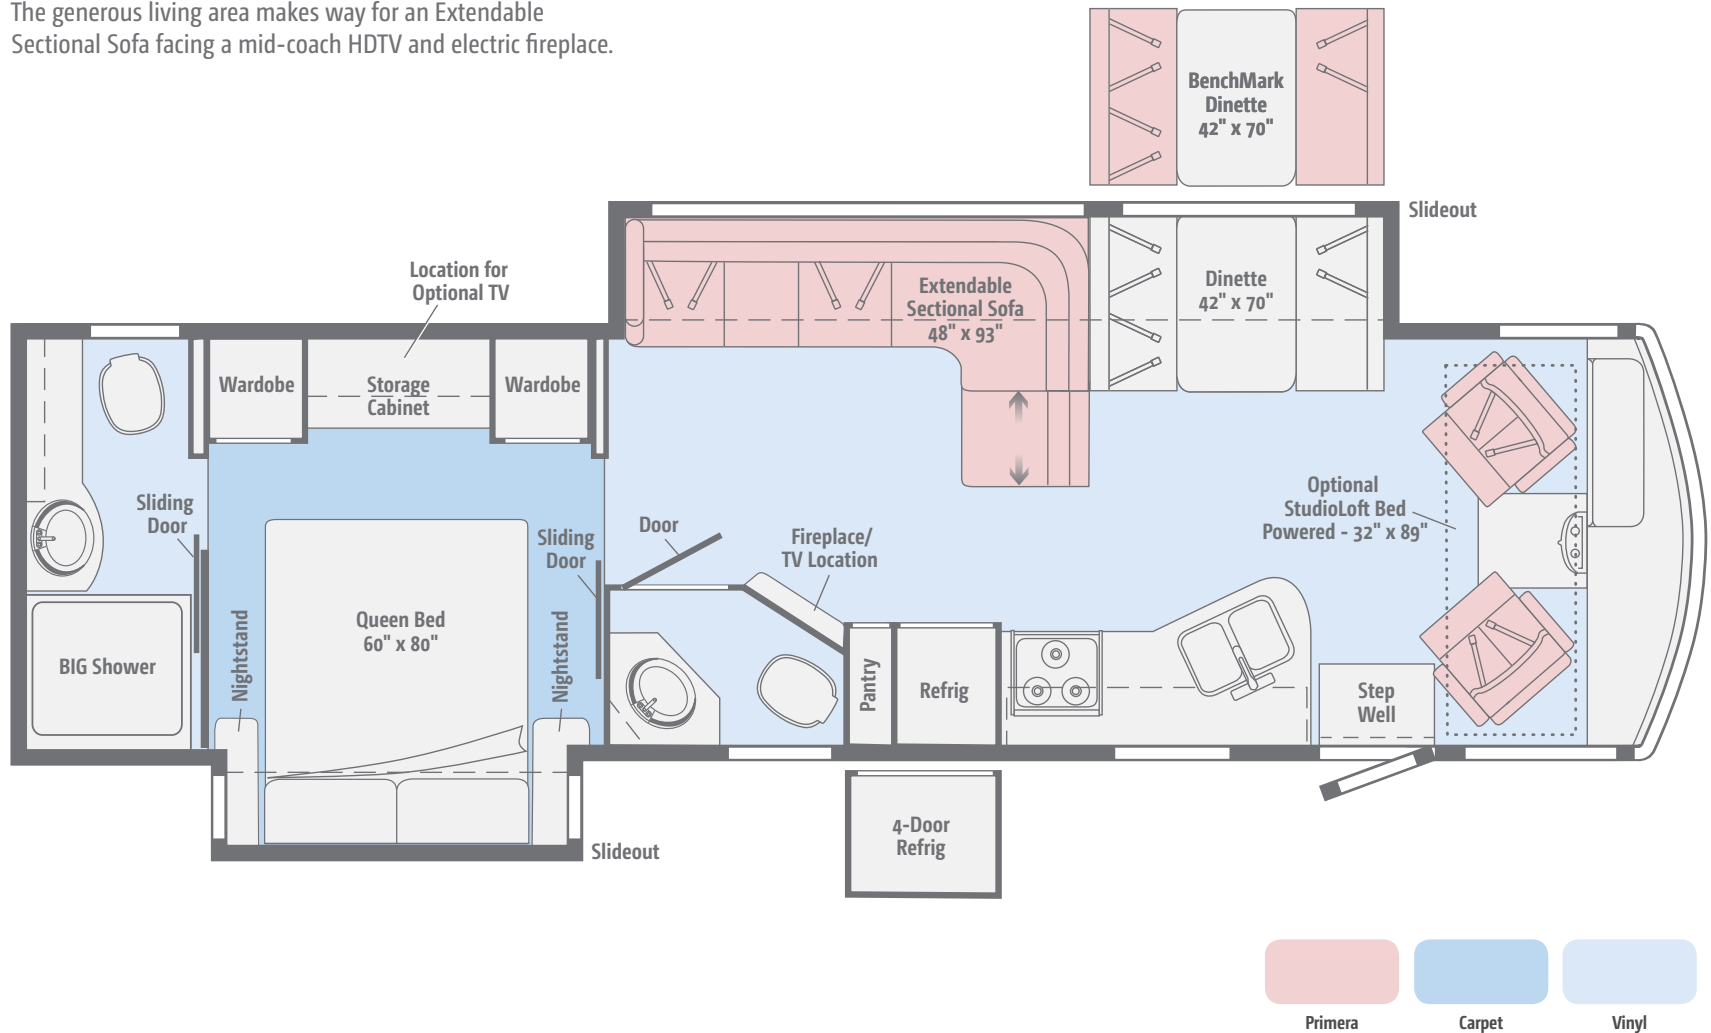 The generous living area makes way for an Extendable
Sectional Sofa facing a mid-coach HDTV and electric fireplace.
BenchMark
Dinette
42" x 70"
Slideout
Location for
Optional TV
Extendable
Sectional Sofa
48" x 93"
Dinette
42" x 70"
Wardobe
Storage
Cabinet
Wardobe
Sliding
Door
Sliding
Door
Door
Fireplace/
TV Location
Optional
StudioLoft Bed
Powered - 32" x 89"
BIG Shower
Nightstand
Queen Bed
60" x 80"
Nightstand
Pantry
Refrig
Step
Well
4-Door
Refrig
Slideout
Primera
Carpet
Vinyl